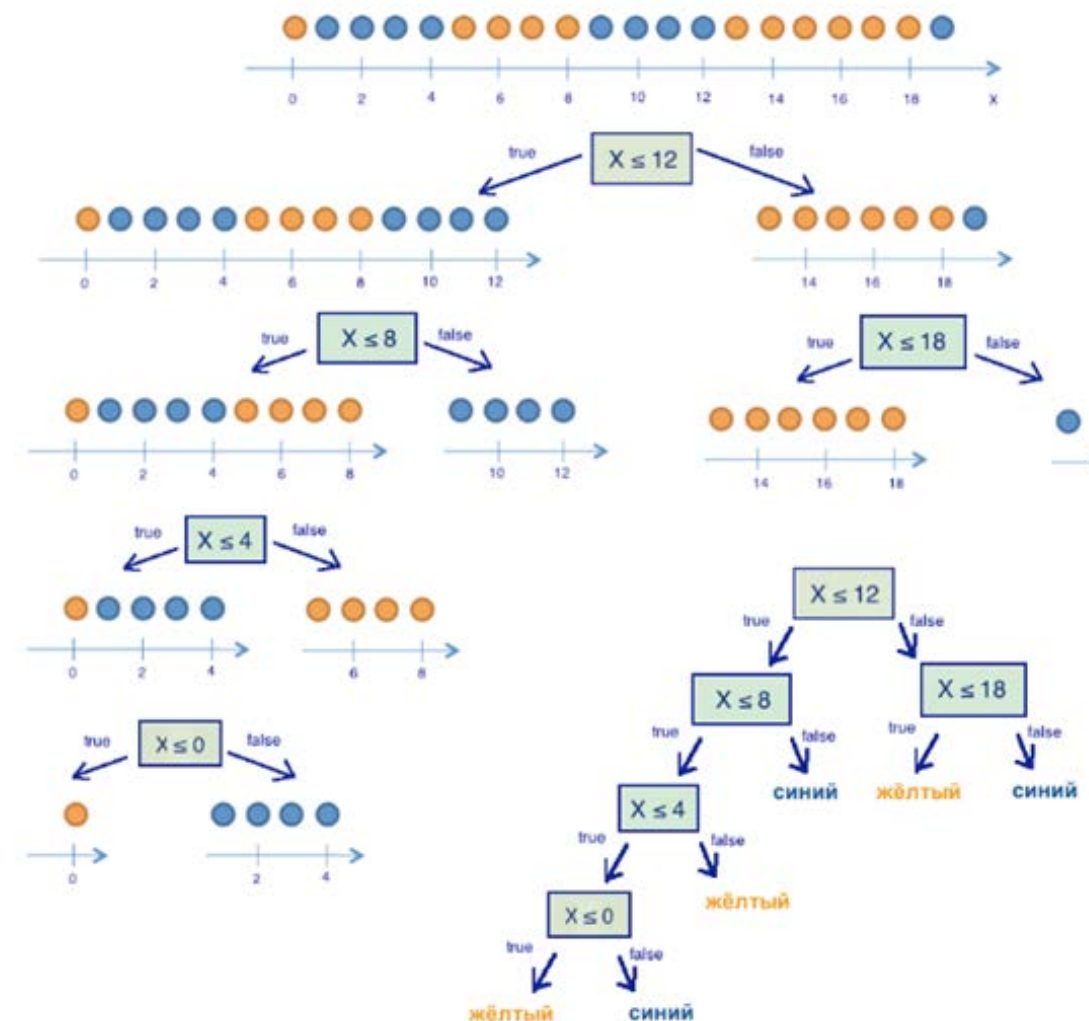 0 2 4 6 8 10 12 14 16 18 X
true X ≤ 12 false
0 2 4 6 8 10 12
14 16 18
true X ≤ 8 false
true X ≤ 18 false
0 2 4 6 8
10 12
14 16 18
true X ≤ 4 false
0 2 4
6 8
true X ≤ 0 false
0
2 4
X ≤ 12
true false
X ≤ 8 X ≤ 18
true false true false
X ≤ 4 синий жёлтый синий
true false
X ≤ 0 жёлтый
true false
жёлтый синий